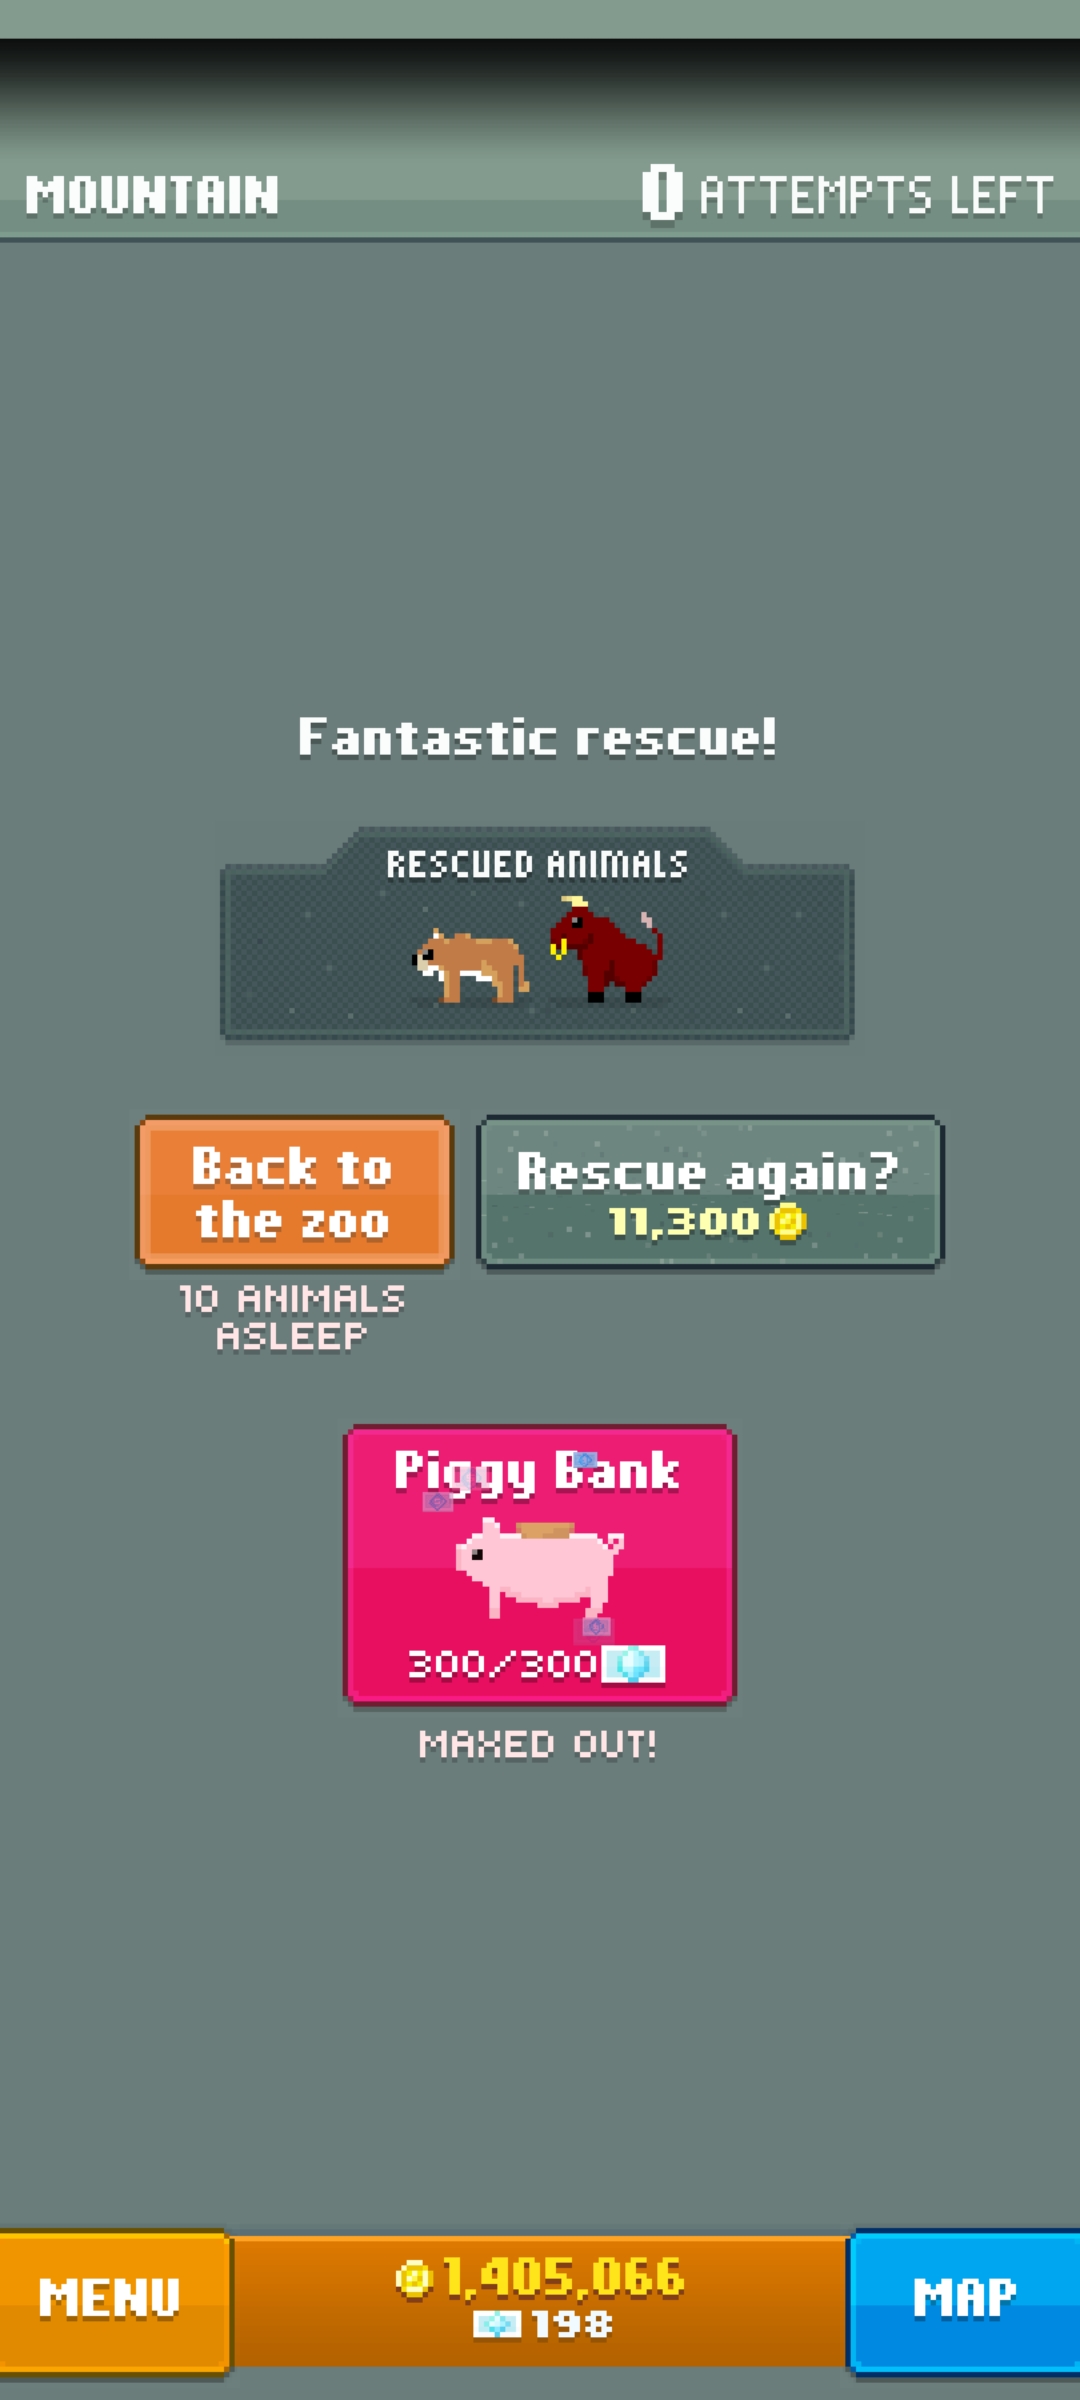 MOUNTAIN
0 ATTEMPTS LEFT
Fantastic rescue!
RESCUED ANIMALS
Back to
the zoo
Rescue again?
11,300
10 ANIMALS
ASLEEP
Piggy Bank
300/300
MAXED OUT!
MENU
1,405,066
198
MAP